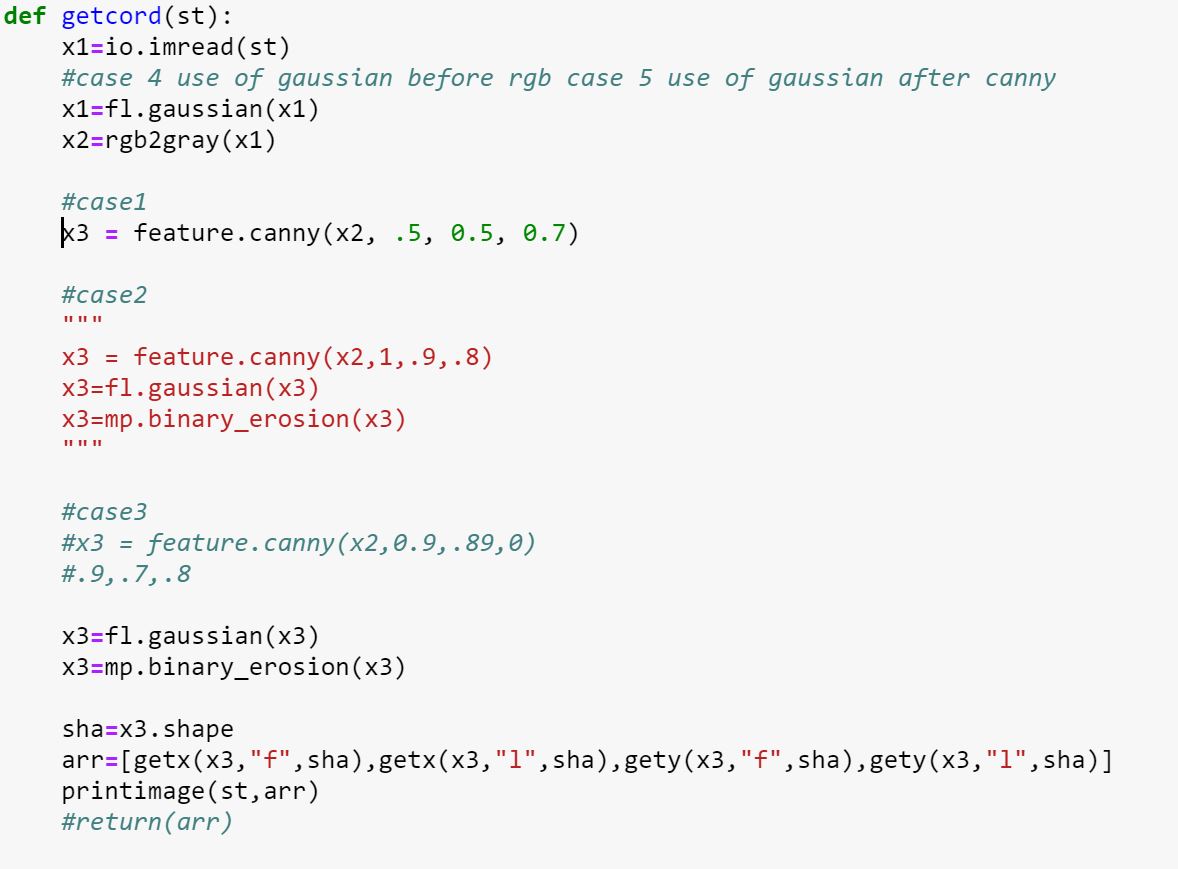 def getcord(st):
    x1=io.imread(st)
    #case 4 use of gaussian before rgb case 5 use of gaussian after canny
    x1=fl.gaussian(x1)
    x2=rgb2gray(x1)

    #case1
    x3 = feature.canny(x2, .5, 0.5, 0.7)

    #case2
    """
    x3 = feature.canny(x2,1,.9,.8)
    x3=fl.gaussian(x3)
    x3=mp.binary_erosion(x3)
    """

    #case3
    #x3 = feature.canny(x2,0.9,.89,0)
    #.9,.7,.8

    x3=fl.gaussian(x3)
    x3=mp.binary_erosion(x3)

    sha=x3.shape
    arr=[getx(x3,"f",sha),getx(x3,"l",sha),gety(x3,"f",sha),gety(x3,"l",sha)]
    printimage(st,arr)
    #return(arr)